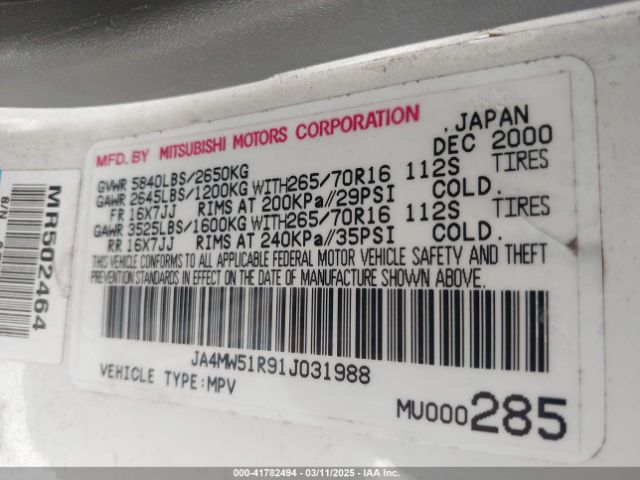 MFD. BY MITSUBISHI MOTORS CORPORATION .JAPAN
DEC 2000
GVWR 5840LBS/2650KG
GAWR 2645LBS/1200KG WITH265/70R16 112S TIRES
FR 16X7JJ RIMS AT 200KPa//29PSI COLD.
GAWR 3525LBS/1600KG WITH265/70R16 112S TIRES
RR 16X7JJ RIMS AT 240KPa//35PSI COLD.
THIS VEHICLE CONFORMS TO ALL APPLICABLE FEDERAL MOTOR VEHICLE SAFETY AND THEFT
PREVENTION STANDARDS IN EFFECT ON THE DATE OF MANUFACTURE SHOWN ABOVE.
JA4MW51R91J031988
VEHICLE TYPE:MPV
MU000285
MR502464
S/N
000-41782494 - 03/11/2025 - IAAI.COM